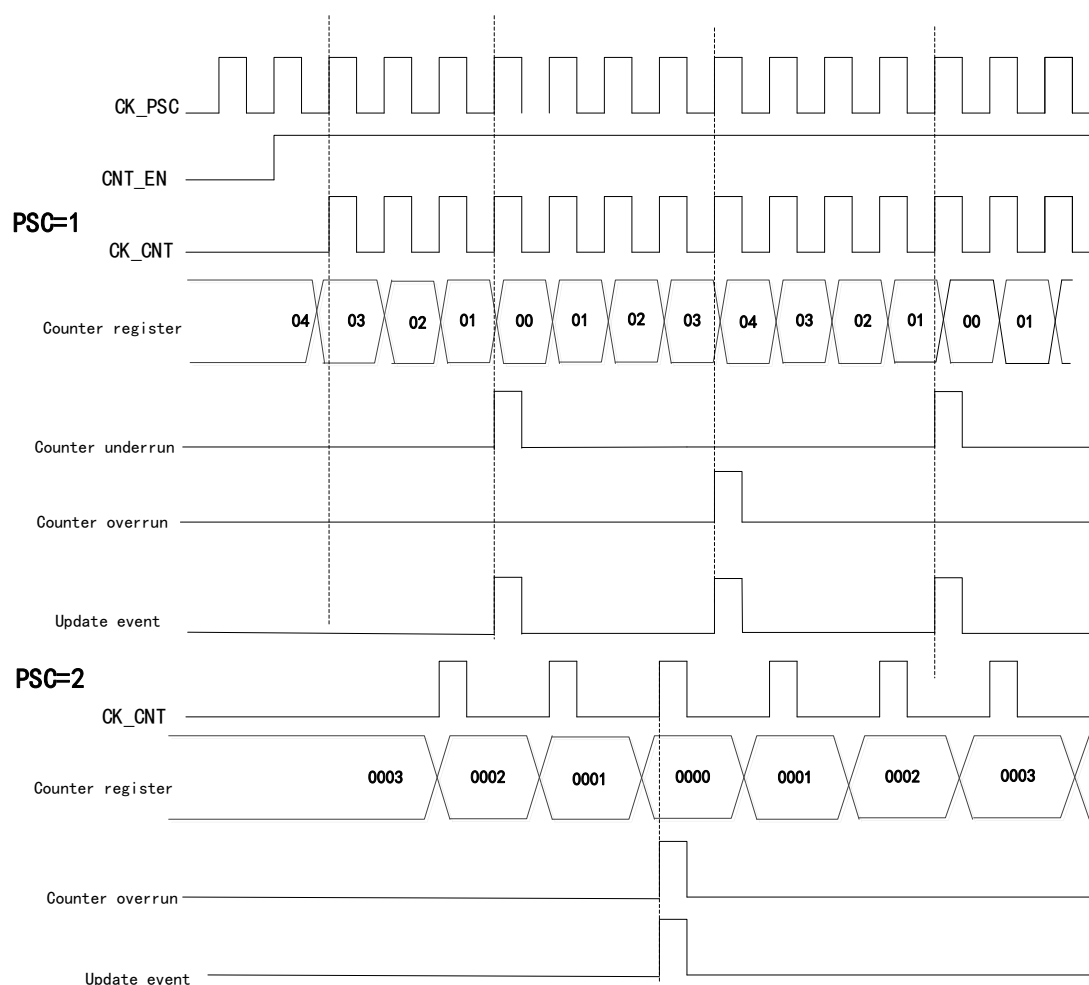 CK_PSC
CNT_EN
PSC=1
CK_CNT
Counter register 04 03 02 01 00 01 02 03 04 03 02 01 00 01
Counter underrun
Counter overrun
Update event
PSC=2
CK_CNT
Counter register 0003 0002 0001 0000 0001 0002 0003
Counter overrun
Update event